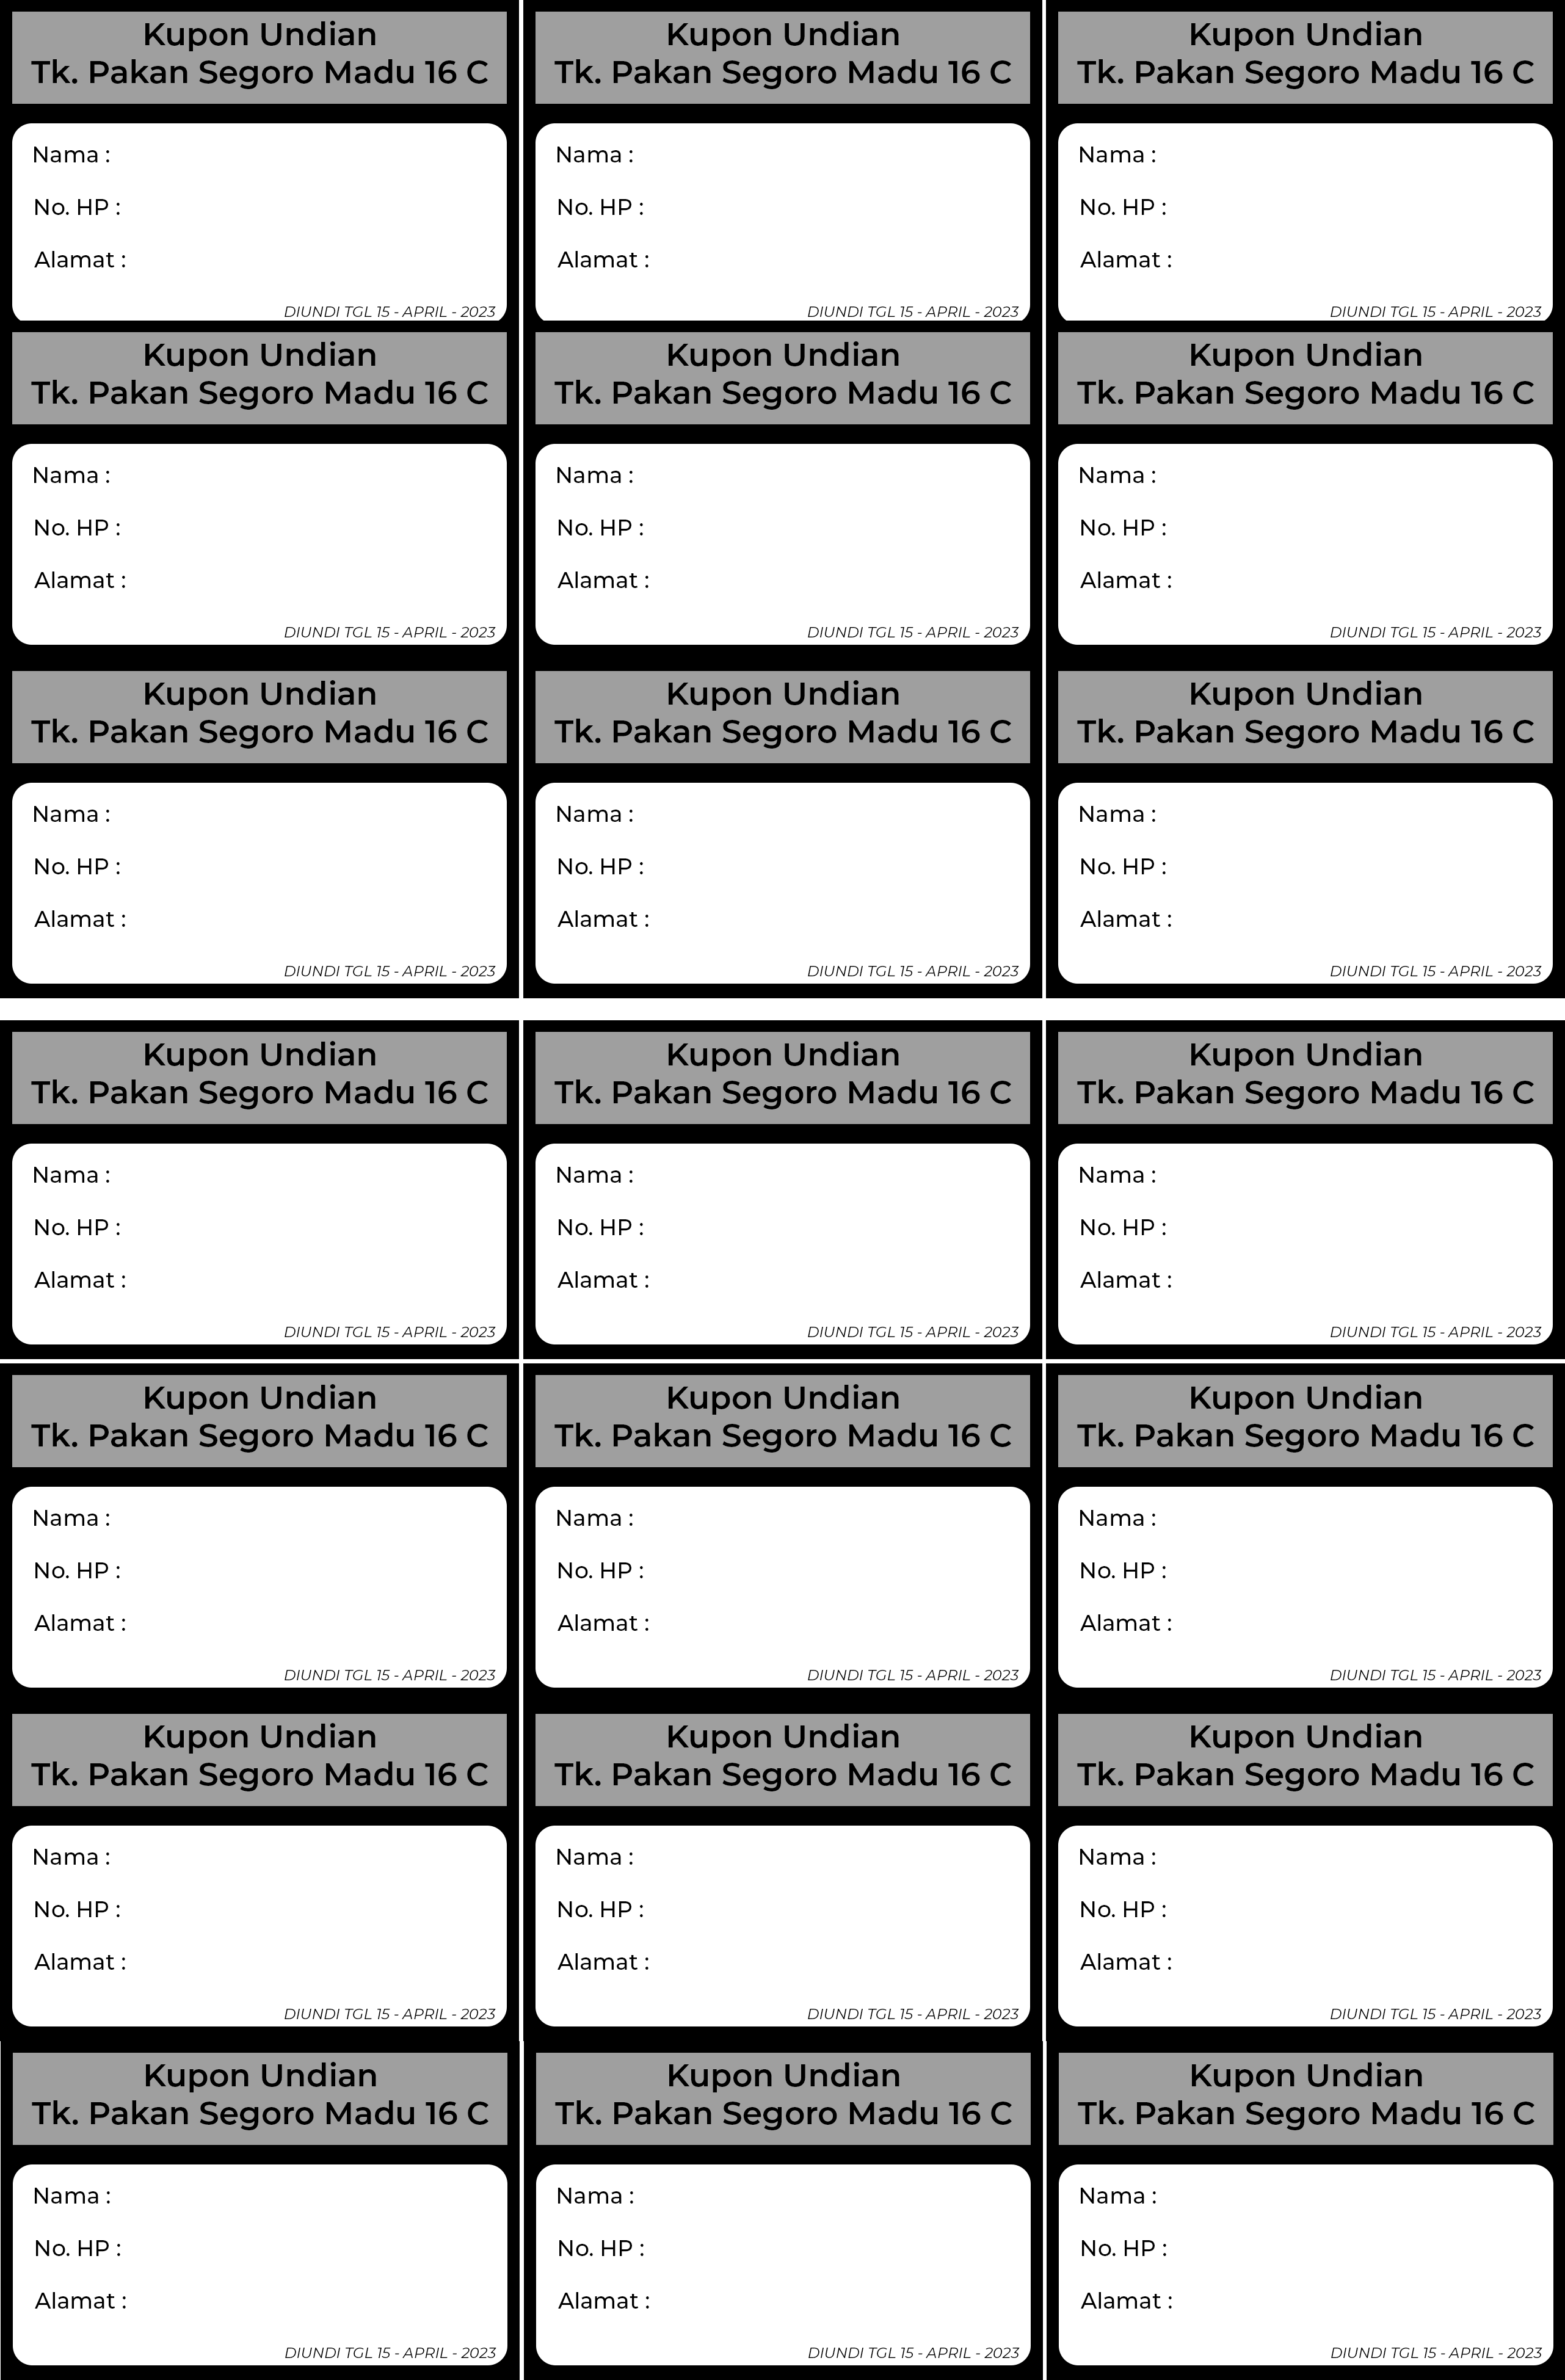 Kupon Undian
Tk. Pakan Segoro Madu 16 C
Nama :
No. HP :
Alamat :
DIUNDI TGL 15 - APRIL - 2023
Kupon Undian
Tk. Pakan Segoro Madu 16 C
Nama :
No. HP :
Alamat :
DIUNDI TGL 15 - APRIL - 2023
Kupon Undian
Tk. Pakan Segoro Madu 16 C
Nama :
No. HP :
Alamat :
DIUNDI TGL 15 - APRIL - 2023
Kupon Undian
Tk. Pakan Segoro Madu 16 C
Nama :
No. HP :
Alamat :
DIUNDI TGL 15 - APRIL - 2023
Kupon Undian
Tk. Pakan Segoro Madu 16 C
Nama :
No. HP :
Alamat :
DIUNDI TGL 15 - APRIL - 2023
Kupon Undian
Tk. Pakan Segoro Madu 16 C
Nama :
No. HP :
Alamat :
DIUNDI TGL 15 - APRIL - 2023
Kupon Undian
Tk. Pakan Segoro Madu 16 C
Nama :
No. HP :
Alamat :
DIUNDI TGL 15 - APRIL - 2023
Kupon Undian
Tk. Pakan Segoro Madu 16 C
Nama :
No. HP :
Alamat :
DIUNDI TGL 15 - APRIL - 2023
Kupon Undian
Tk. Pakan Segoro Madu 16 C
Nama :
No. HP :
Alamat :
DIUNDI TGL 15 - APRIL - 2023
Kupon Undian
Tk. Pakan Segoro Madu 16 C
Nama :
No. HP :
Alamat :
DIUNDI TGL 15 - APRIL - 2023
Kupon Undian
Tk. Pakan Segoro Madu 16 C
Nama :
No. HP :
Alamat :
DIUNDI TGL 15 - APRIL - 2023
Kupon Undian
Tk. Pakan Segoro Madu 16 C
Nama :
No. HP :
Alamat :
DIUNDI TGL 15 - APRIL - 2023
Kupon Undian
Tk. Pakan Segoro Madu 16 C
Nama :
No. HP :
Alamat :
DIUNDI TGL 15 - APRIL - 2023
Kupon Undian
Tk. Pakan Segoro Madu 16 C
Nama :
No. HP :
Alamat :
DIUNDI TGL 15 - APRIL - 2023
Kupon Undian
Tk. Pakan Segoro Madu 16 C
Nama :
No. HP :
Alamat :
DIUNDI TGL 15 - APRIL - 2023
Kupon Undian
Tk. Pakan Segoro Madu 16 C
Nama :
No. HP :
Alamat :
DIUNDI TGL 15 - APRIL - 2023
Kupon Undian
Tk. Pakan Segoro Madu 16 C
Nama :
No. HP :
Alamat :
DIUNDI TGL 15 - APRIL - 2023
Kupon Undian
Tk. Pakan Segoro Madu 16 C
Nama :
No. HP :
Alamat :
DIUNDI TGL 15 - APRIL - 2023
Kupon Undian
Tk. Pakan Segoro Madu 16 C
Nama :
No. HP :
Alamat :
DIUNDI TGL 15 - APRIL - 2023
Kupon Undian
Tk. Pakan Segoro Madu 16 C
Nama :
No. HP :
Alamat :
DIUNDI TGL 15 - APRIL - 2023
Kupon Undian
Tk. Pakan Segoro Madu 16 C
Nama :
No. HP :
Alamat :
DIUNDI TGL 15 - APRIL - 2023